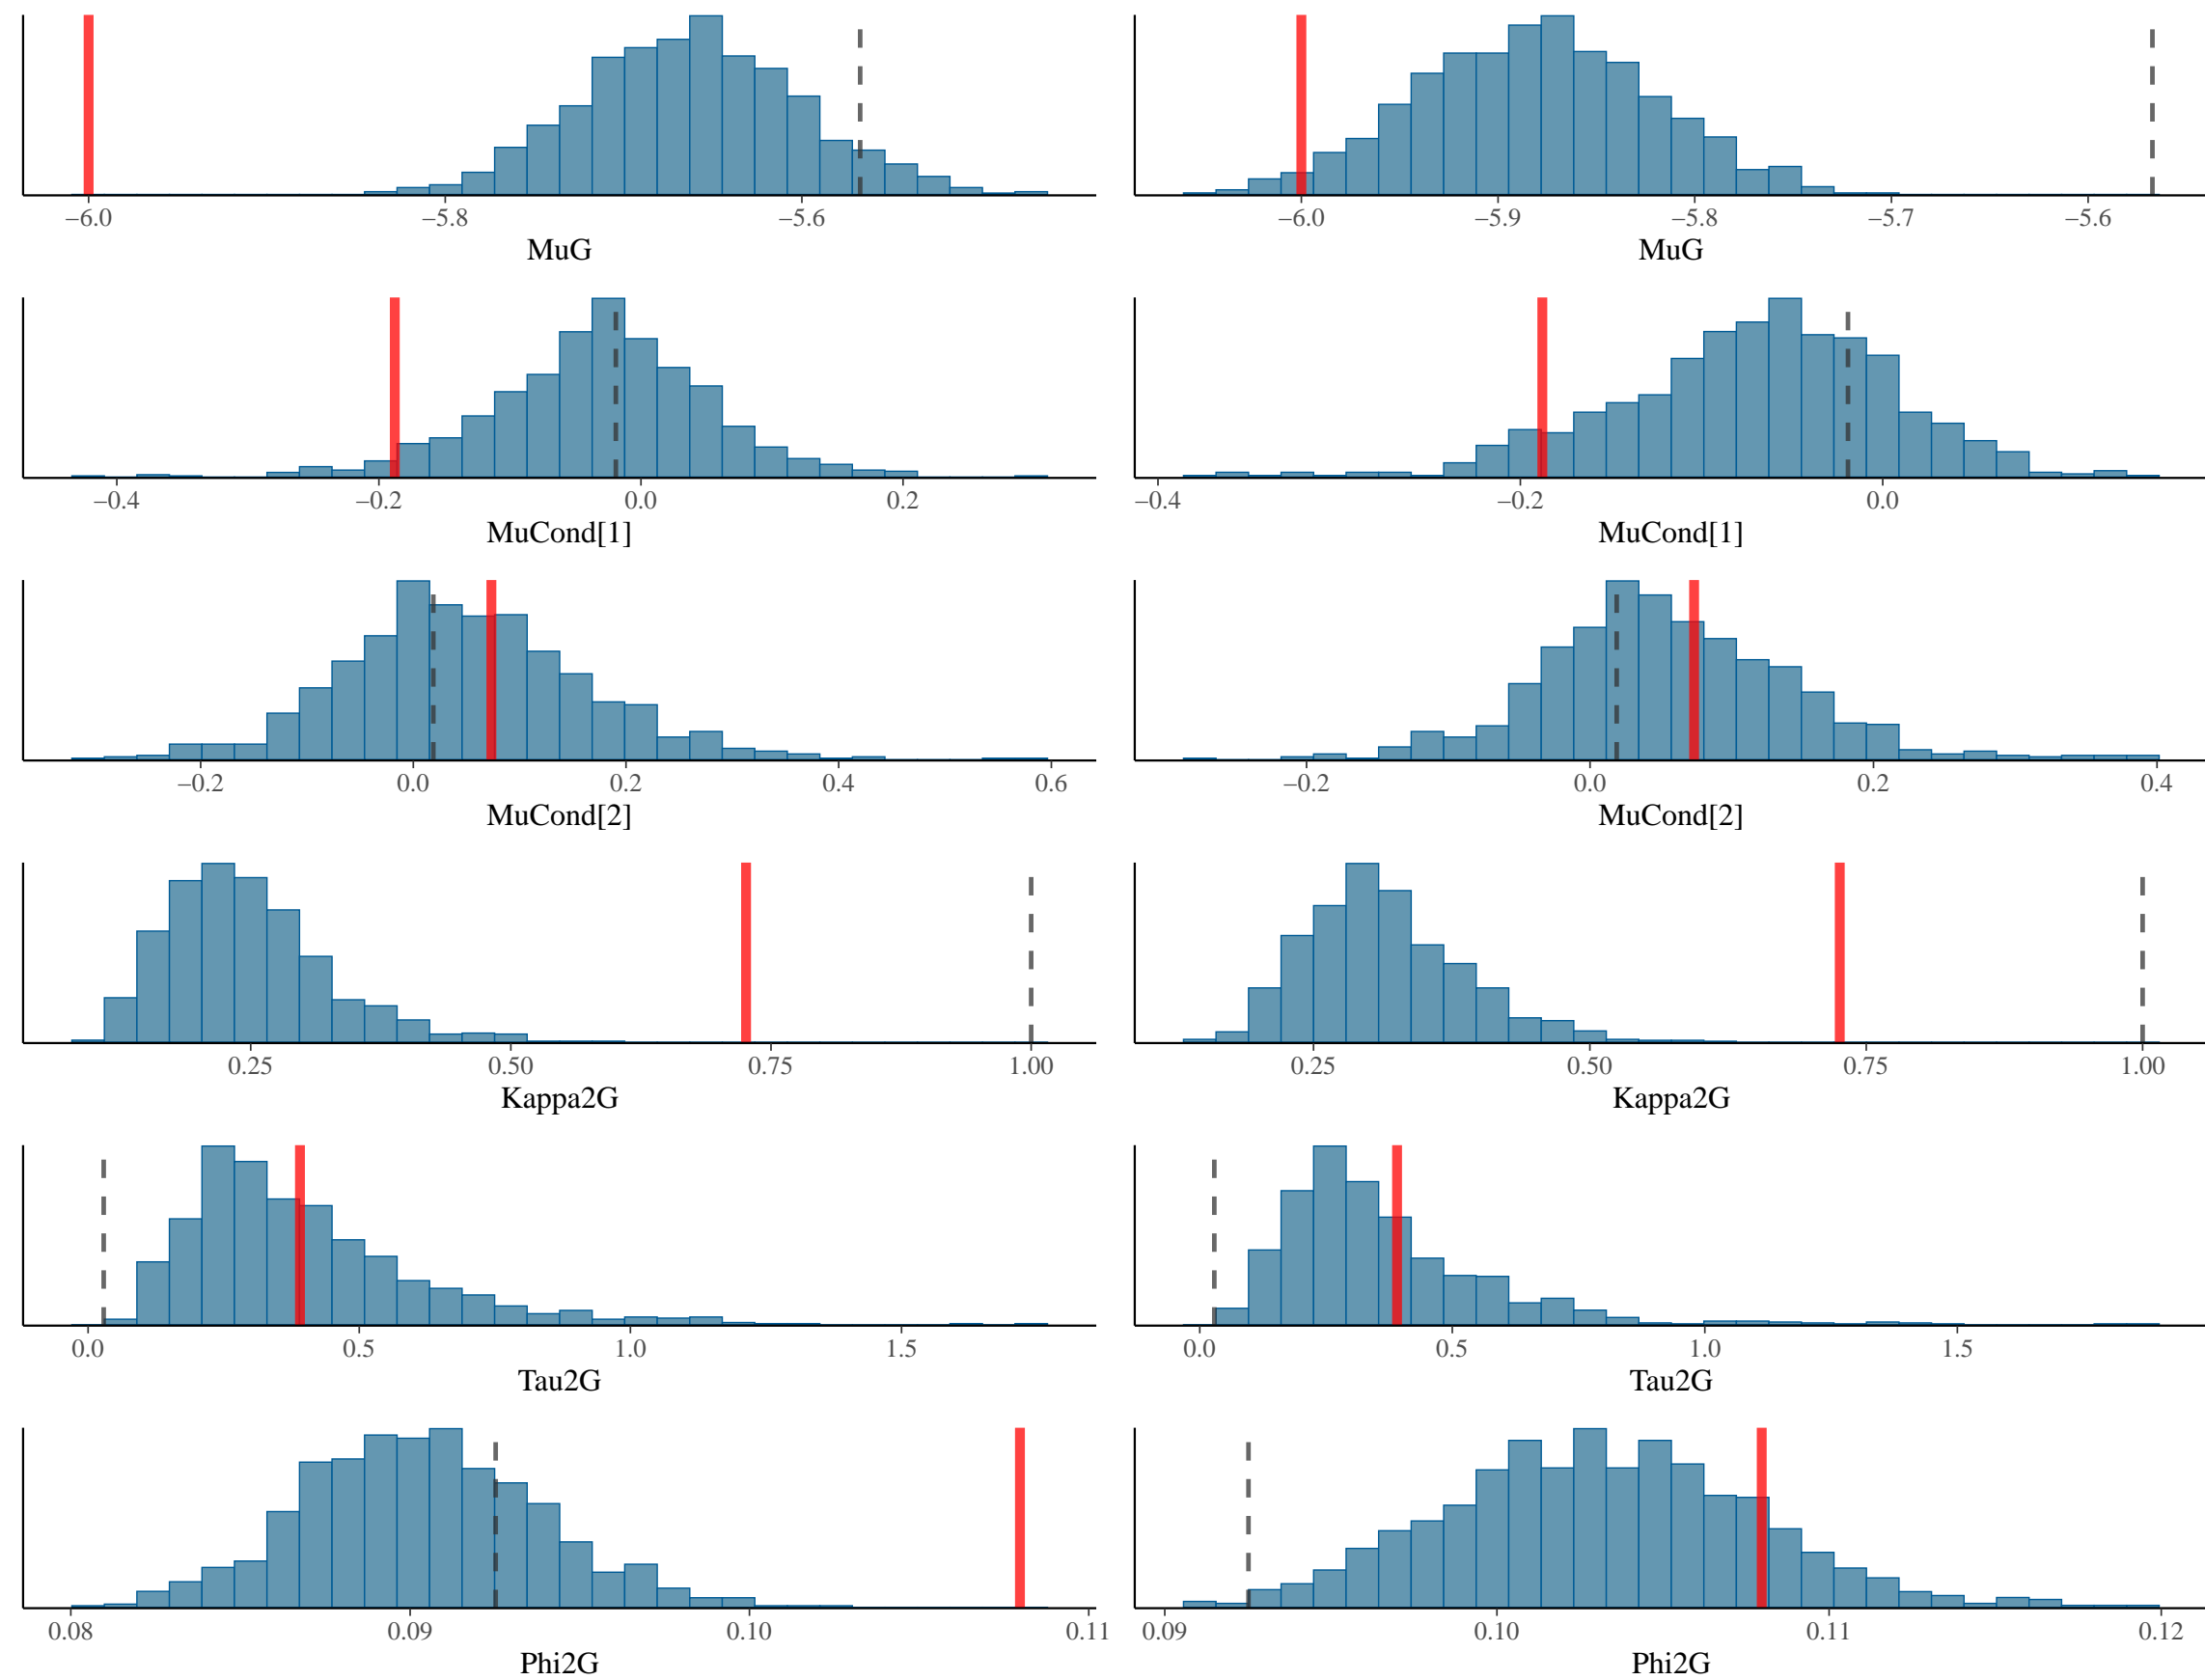 −6.0 −5.8 −5.6
MuG
−6.0 −5.9 −5.8 −5.7 −5.6
MuG
−0.4 −0.2 0.0 0.2
MuCond[1]
−0.4 −0.2 0.0
MuCond[1]
−0.2 0.0 0.2 0.4 0.6
MuCond[2]
−0.2 0.0 0.2 0.4
MuCond[2]
0.25 0.50 0.75 1.00
Kappa2G
0.25 0.50 0.75 1.00
Kappa2G
0.0 0.5 1.0 1.5
Tau2G
0.0 0.5 1.0 1.5
Tau2G
0.08 0.09 0.10 0.11
Phi2G
0.09 0.10 0.11 0.12
Phi2G